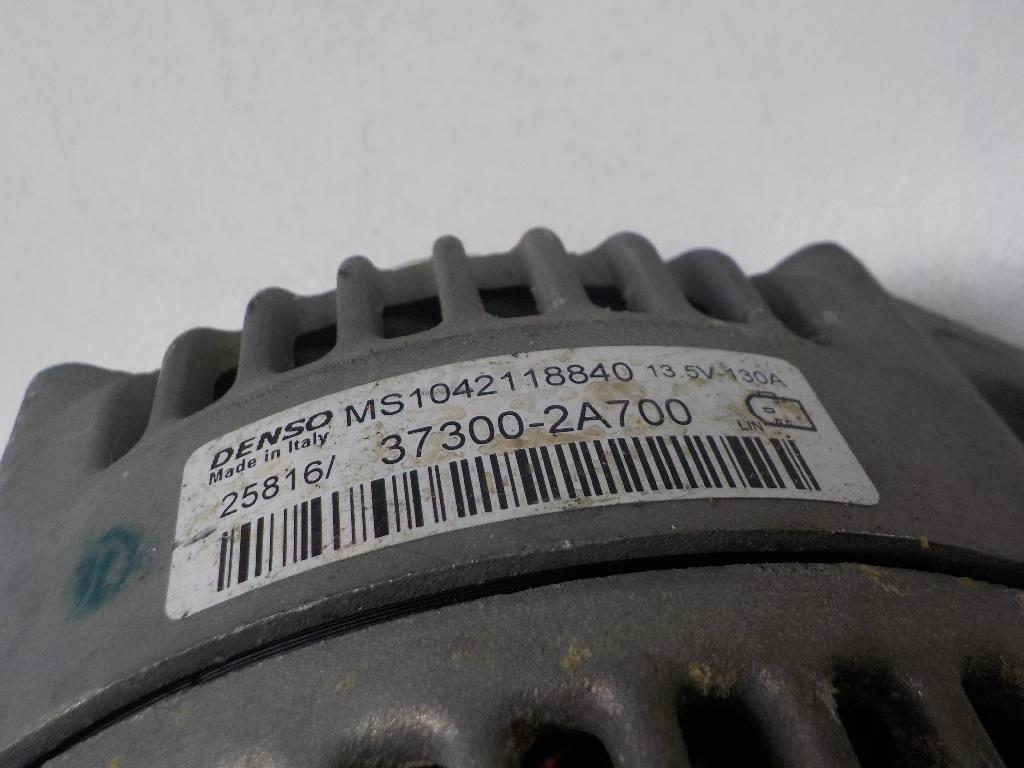 DENSO MS1042118840 13.5V-130A
Made in Italy 37300-2A700
LIN
25816/